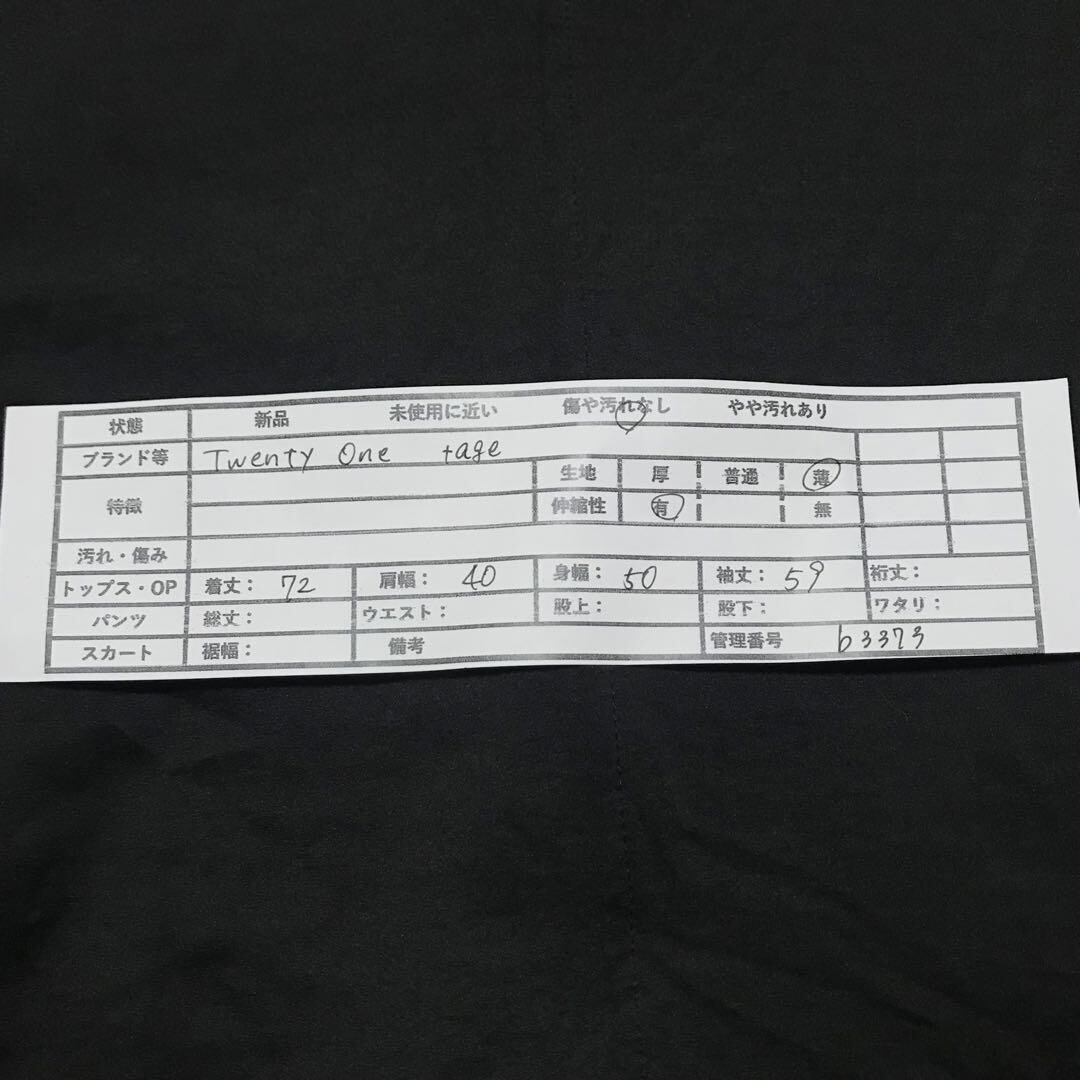 状態 新品 未使用に近い 傷や汚れなし やや汚れあり
ブランド等 Twenty One tage
特徴 生地 厚 普通 薄
伸縮性 有 無
汚れ・傷み
トップス・OP 着丈： 72 肩幅： 40 身幅： 50 袖丈： 59 裄丈：
パンツ 総丈： ウエスト： 股上： 股下： ワタリ：
スカート 裾幅： 備考 管理番号 b3373